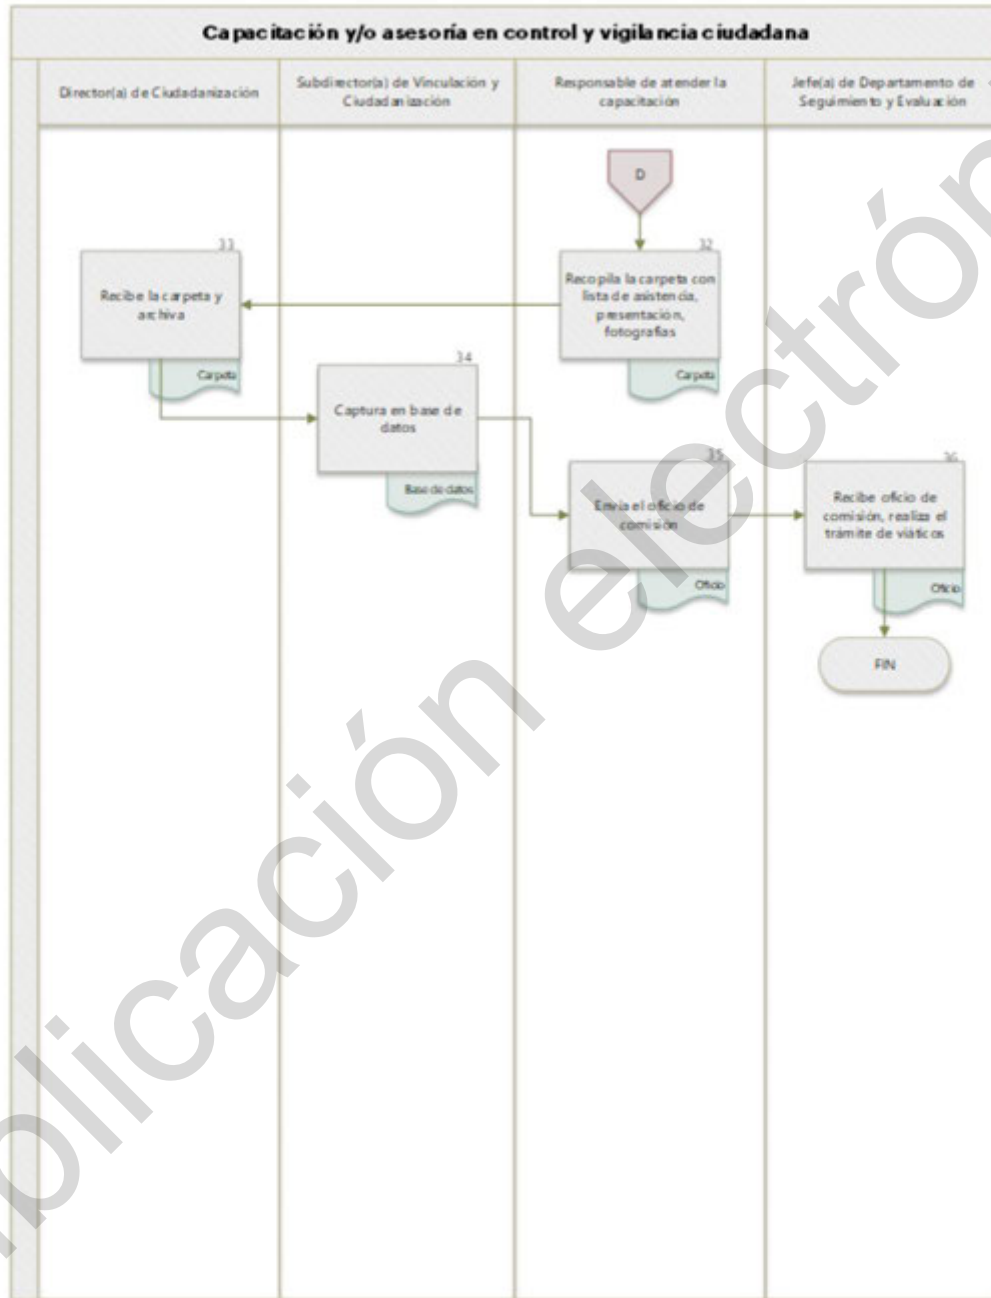 Capacitación y/o asesoría en control y vigilancia ciudadana
Director(a) de Ciudadanización
Subdirector(a) de Vinculación y
Ciudadanización
Responsable de atender la
capacitación
Jefe(a) de Departamento de
Seguimiento y Evaluación
D
33
Recibe la carpeta y
archiva
Carpeta
32
Recopila la carpeta con
lista de asistencia,
presentación,
fotografías
Carpeta
34
Captura en base de
datos
Base de datos
35
Envía el oficio de
comisión
Oficio
36
Recibe oficio de
comisión, realiza el
trámite de viáticos
Oficio
FIN
plicación electrón